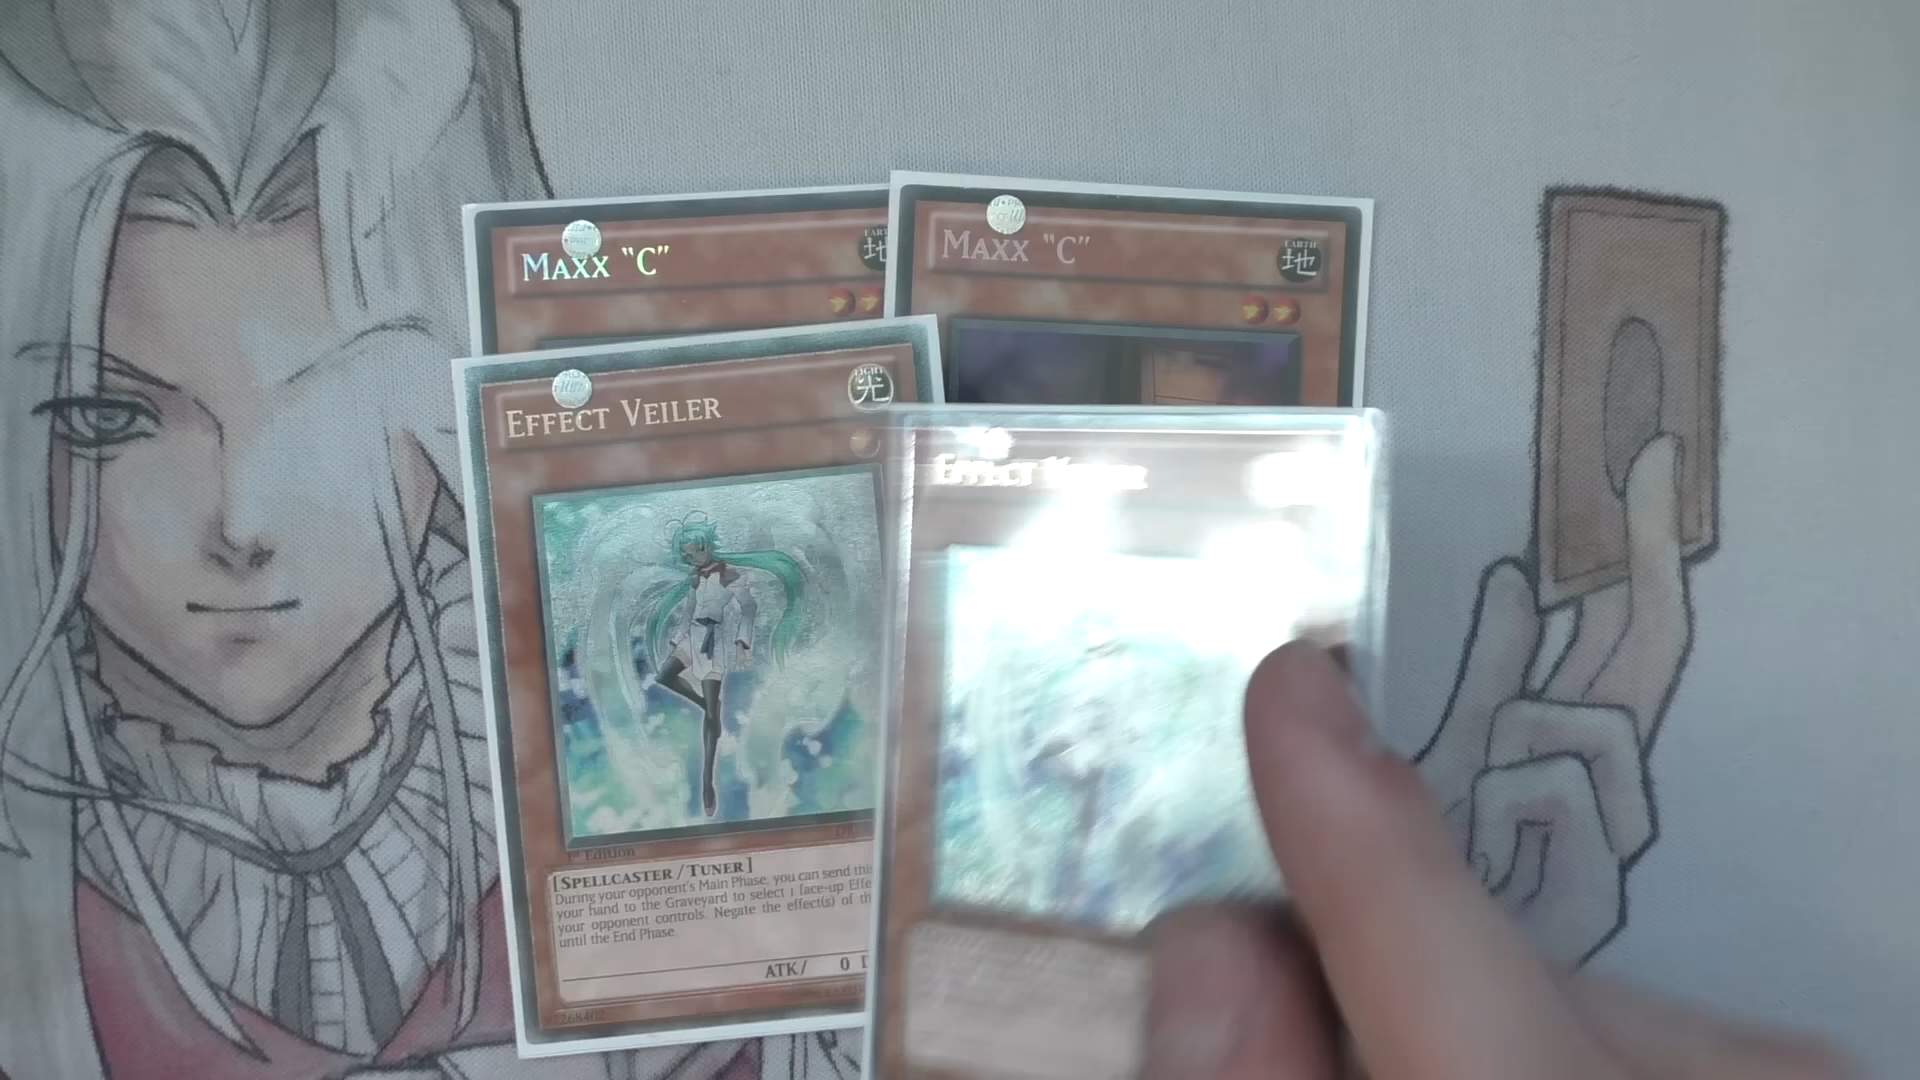 MAXX "C"
EARTH
地
MAXX "C"
EARTH
地
EFFECT VEILER
LIGHT
光
EFFECT
1st Edition
[SPELLCASTER / TUNER]
During your opponent's Main Phase, you can send this
your hand to the Graveyard to select 1 face-up Effe
your opponent controls. Negate the effect(s) of th
until the End Phase.
ATK/ 0 D